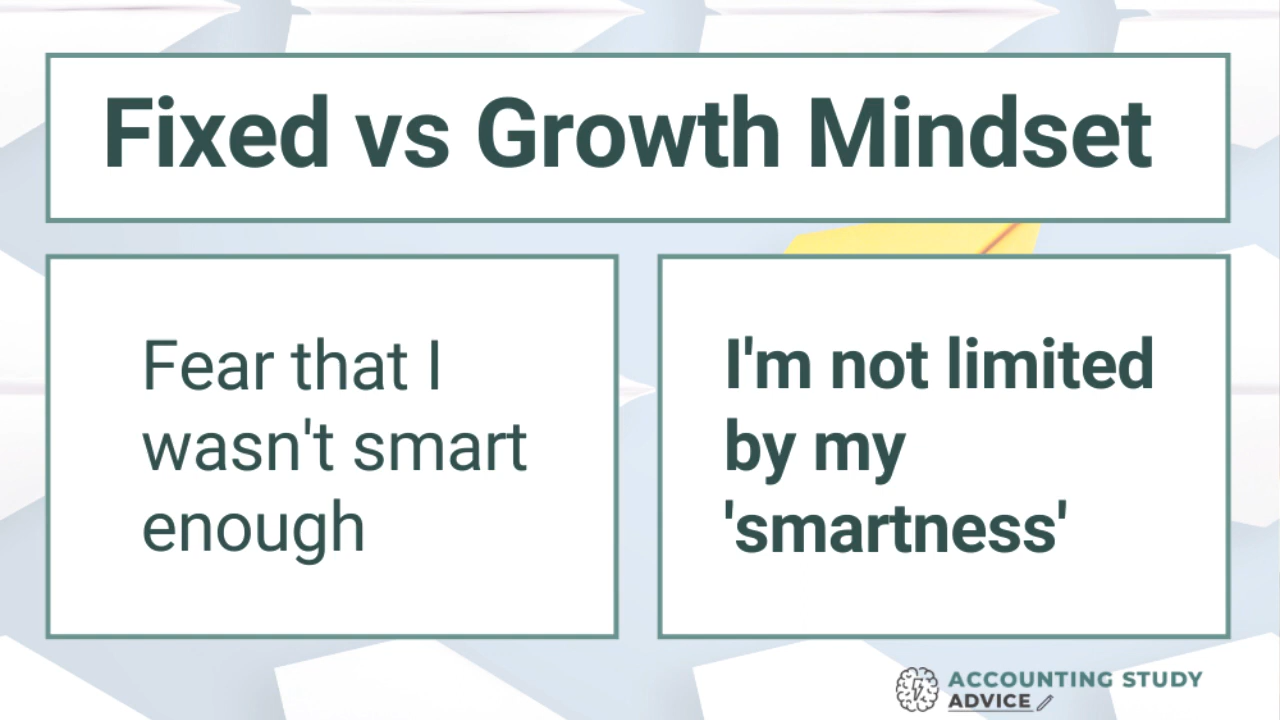 Fixed vs Growth Mindset
Fear that I
wasn't smart
enough
I'm not limited
by my
'smartness'
ACCOUNTING STUDY
ADVICE